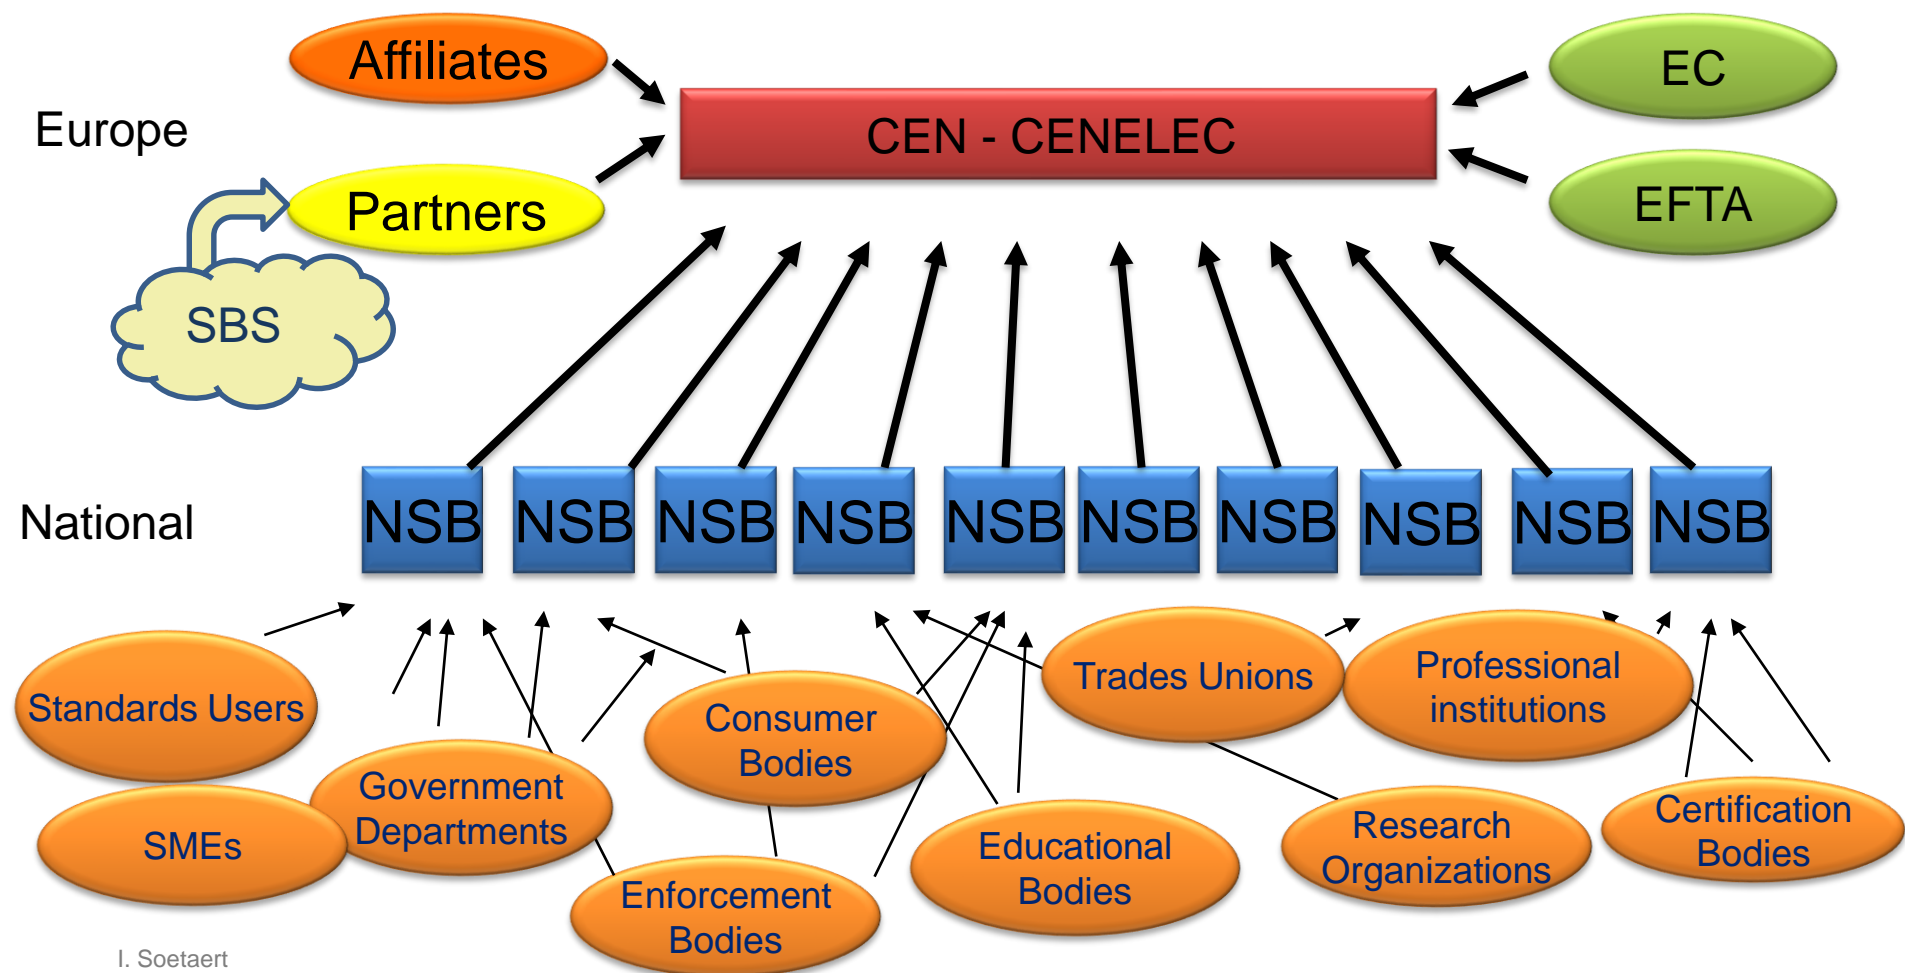 Affiliates
EC
Europe
CEN - CENELEC
Partners
EFTA
SBS
National
NSB
NSB
NSB
NSB
NSB
NSB
NSB
NSB
NSB
NSB
Standards Users
Consumer
Bodies
Trades Unions
Professional
institutions
Government
Departments
SMEs
Enforcement
Bodies
Educational
Bodies
Research
Organizations
Certification
Bodies
I. Soetaert